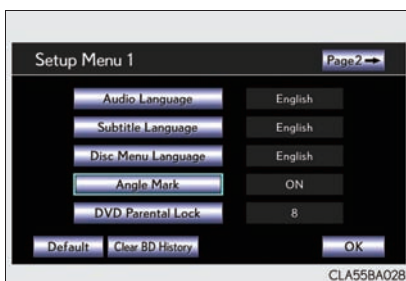 Setup Menu 1 Page2
Audio Language English
Subtitle Language English
Disc Menu Language English
Angle Mark ON
DVD Parental Lock 8
Default Clear BD History OK
CLA55BA028